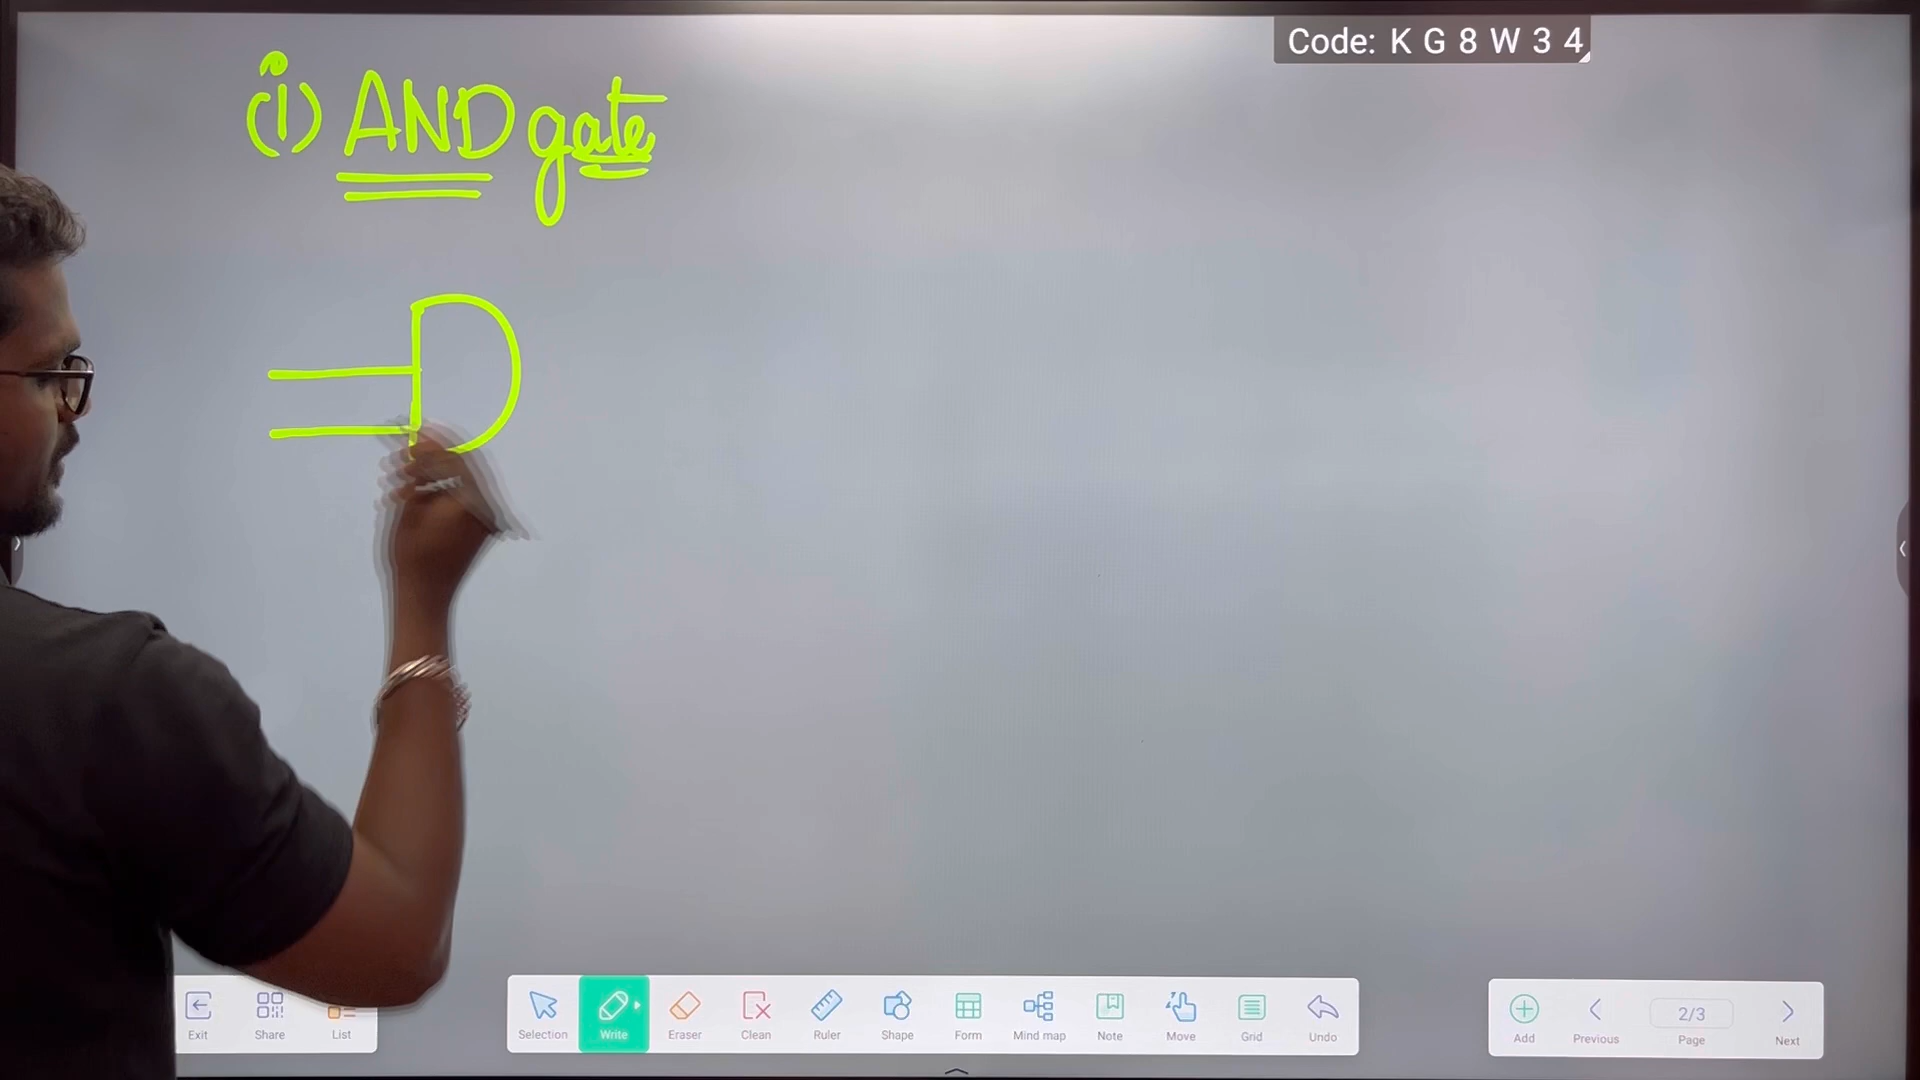 Code: K G 8 W 3 4
(i) AND gate
Exit
Share
List
Selection
Write
Eraser
Clean
Ruler
Shape
Form
Mind map
Note
Move
Grid
Undo
Add
Previous
2/3
Page
Next